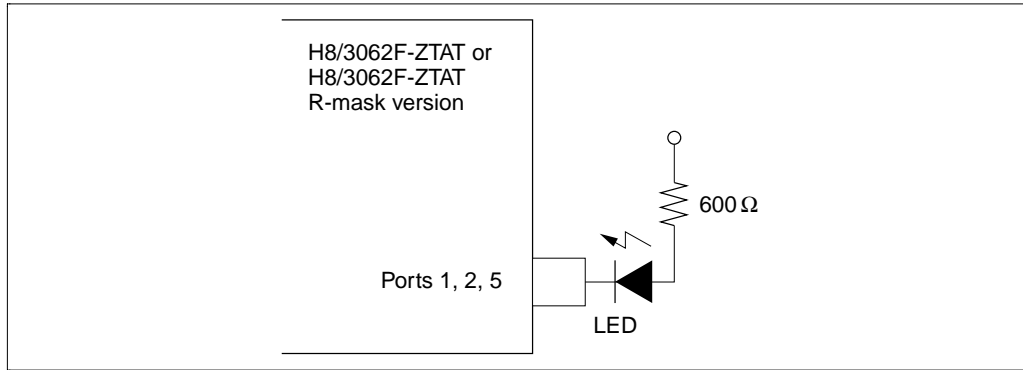 H8/3062F-ZTAT or
H8/3062F-ZTAT
R-mask version
600 Ω
Ports 1, 2, 5
LED